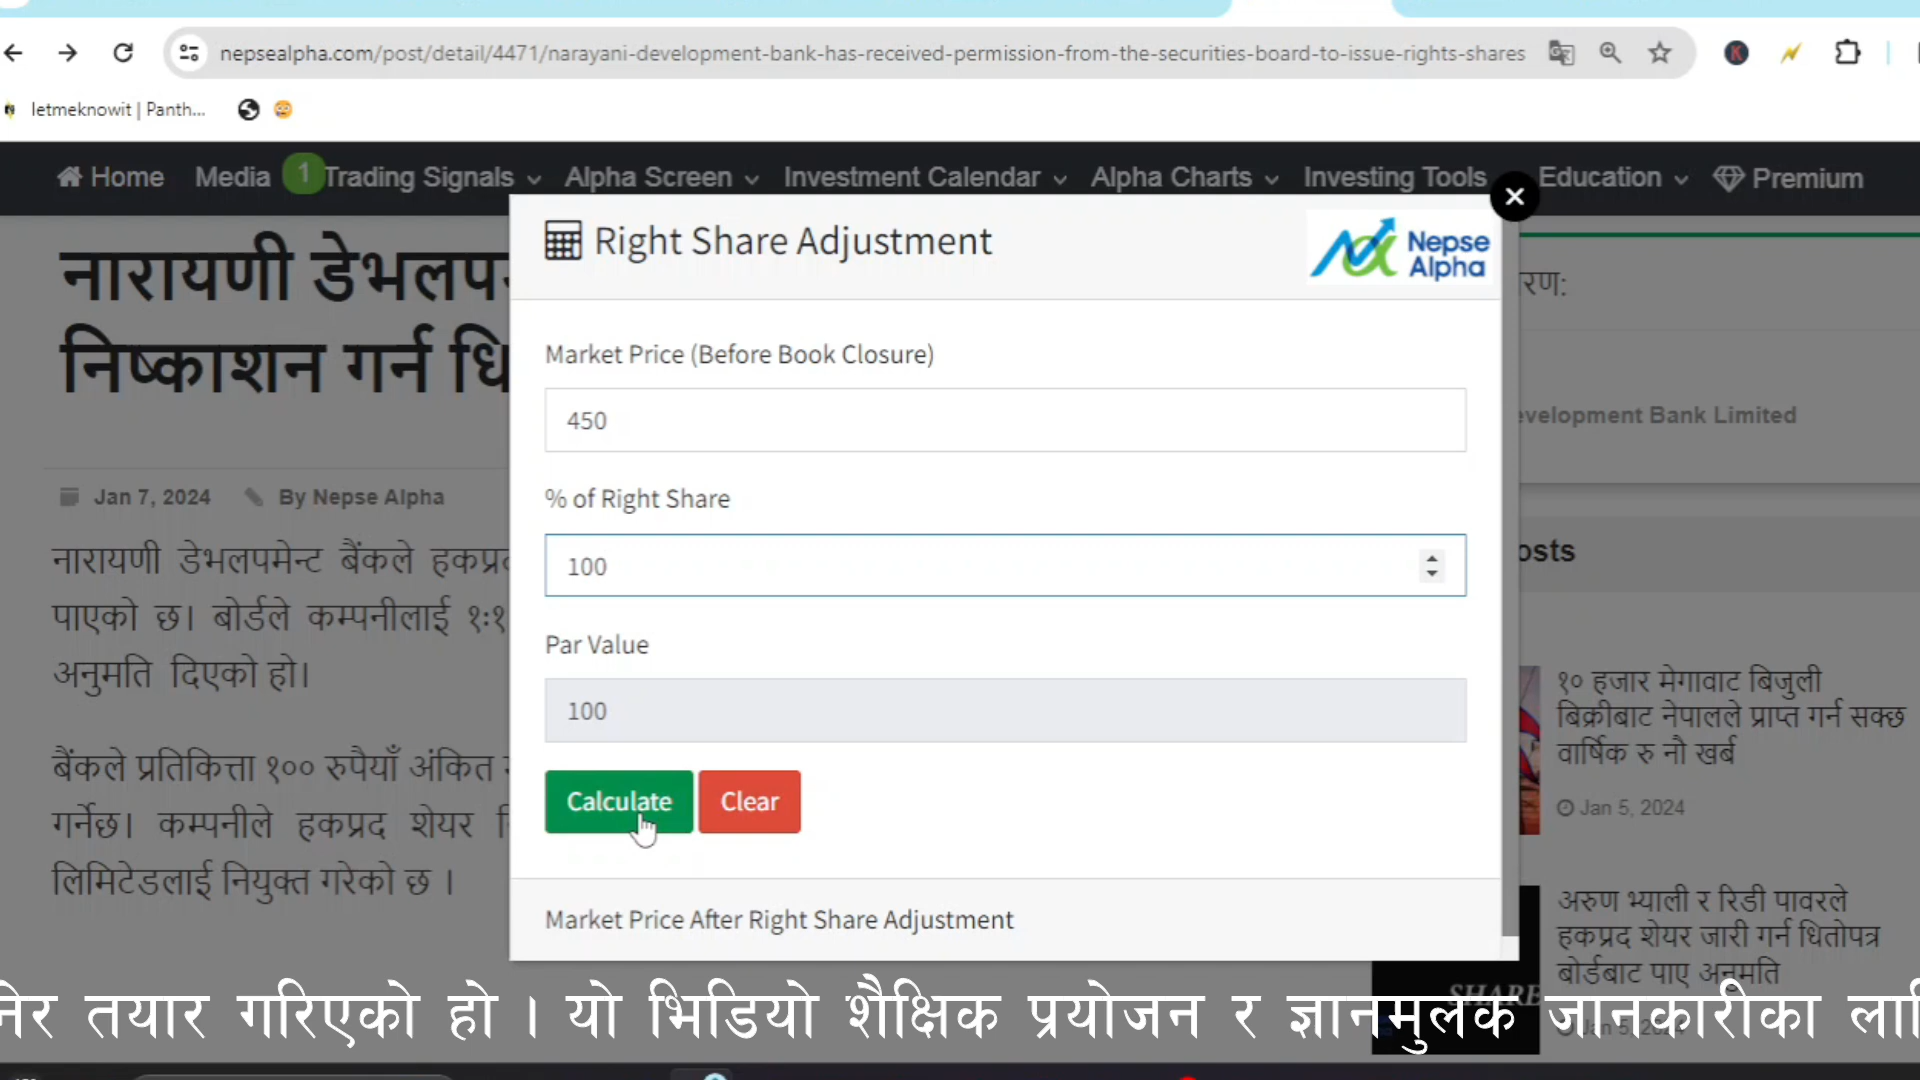 nepsealpha.com/post/detail/4471/narayani-development-bank-has-received-permission-from-the-securities-board-to-issue-rights-shares
letmeknowit | Panth...
Home Media 1 Trading Signals Alpha Screen Investment Calendar Alpha Charts Investing Tools Education Premium
Right Share Adjustment
Nepse
Alpha
Market Price (Before Book Closure)
450
% of Right Share
100
Par Value
100
Calculate Clear
Market Price After Right Share Adjustment
नारायणी
निष्काशन गर्न
Jan 7, 2024 By Nepse Alpha
नारायणी डेभलपमेन्ट बैंकले
पाएको छ। बोर्डले कम्पनीलाई १:१
अनुमति दिएको हो।
बैंकले प्रतिकित्ता १०० रुपैयाँ अंकित
गर्नेछ। कम्पनीले हकप्रद शेयर
लिमिटेडलाई नियुक्त गरेको छ ।
Development Bank Limited
१० हजार मेगावाट बिजुली
बिक्रीबाट नेपालले प्राप्त गर्न सक्छ
वार्षिक रु नौ खर्ब
Jan 5, 2024
अरुण भ्याली र रिडी पावरले
हकप्रद शेयर जारी गर्न धितोपत्र
बोर्डबाट पाए अनुमति
SHARE
Jan 5, 2024
तयार गरिएको हो । यो भिडियो शैक्षिक प्रयोजन र ज्ञानमुलक जानकारीका